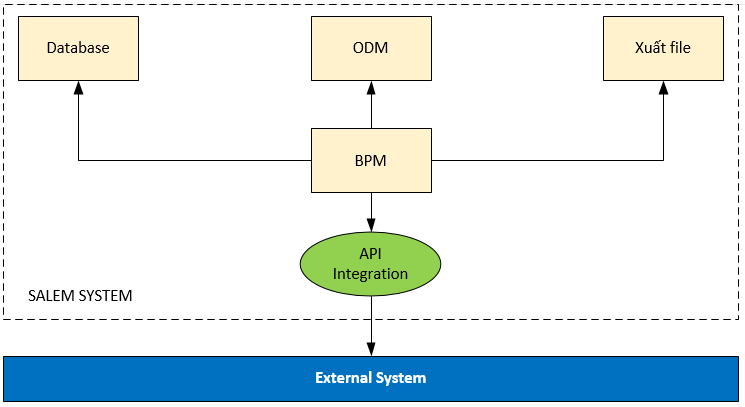 Database
ODM
Xuất file
BPM
API
Integration
SALEM SYSTEM
External System